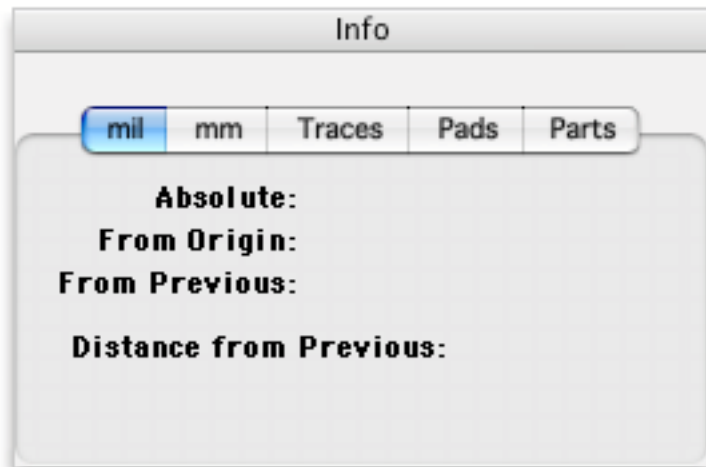 Info
mil mm Traces Pads Parts
Absolute:
From Origin:
From Previous:
Distance from Previous: